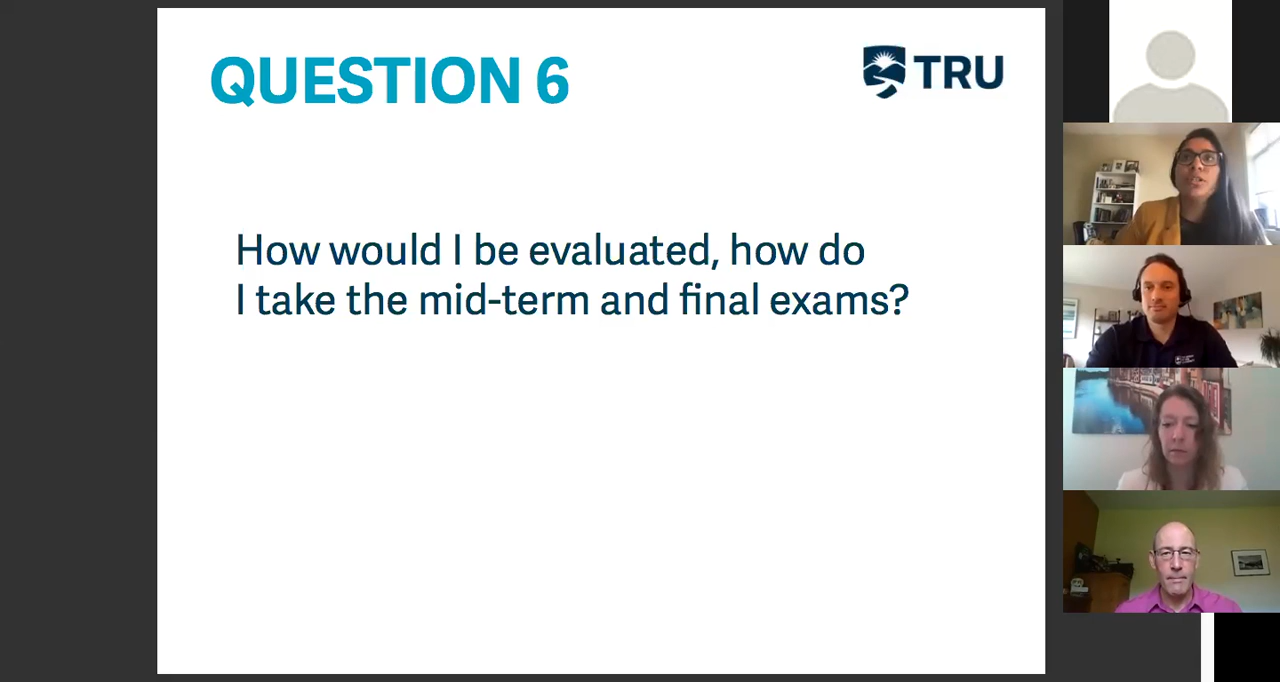 QUESTION 6
TRU
How would I be evaluated, how do
I take the mid-term and final exams?